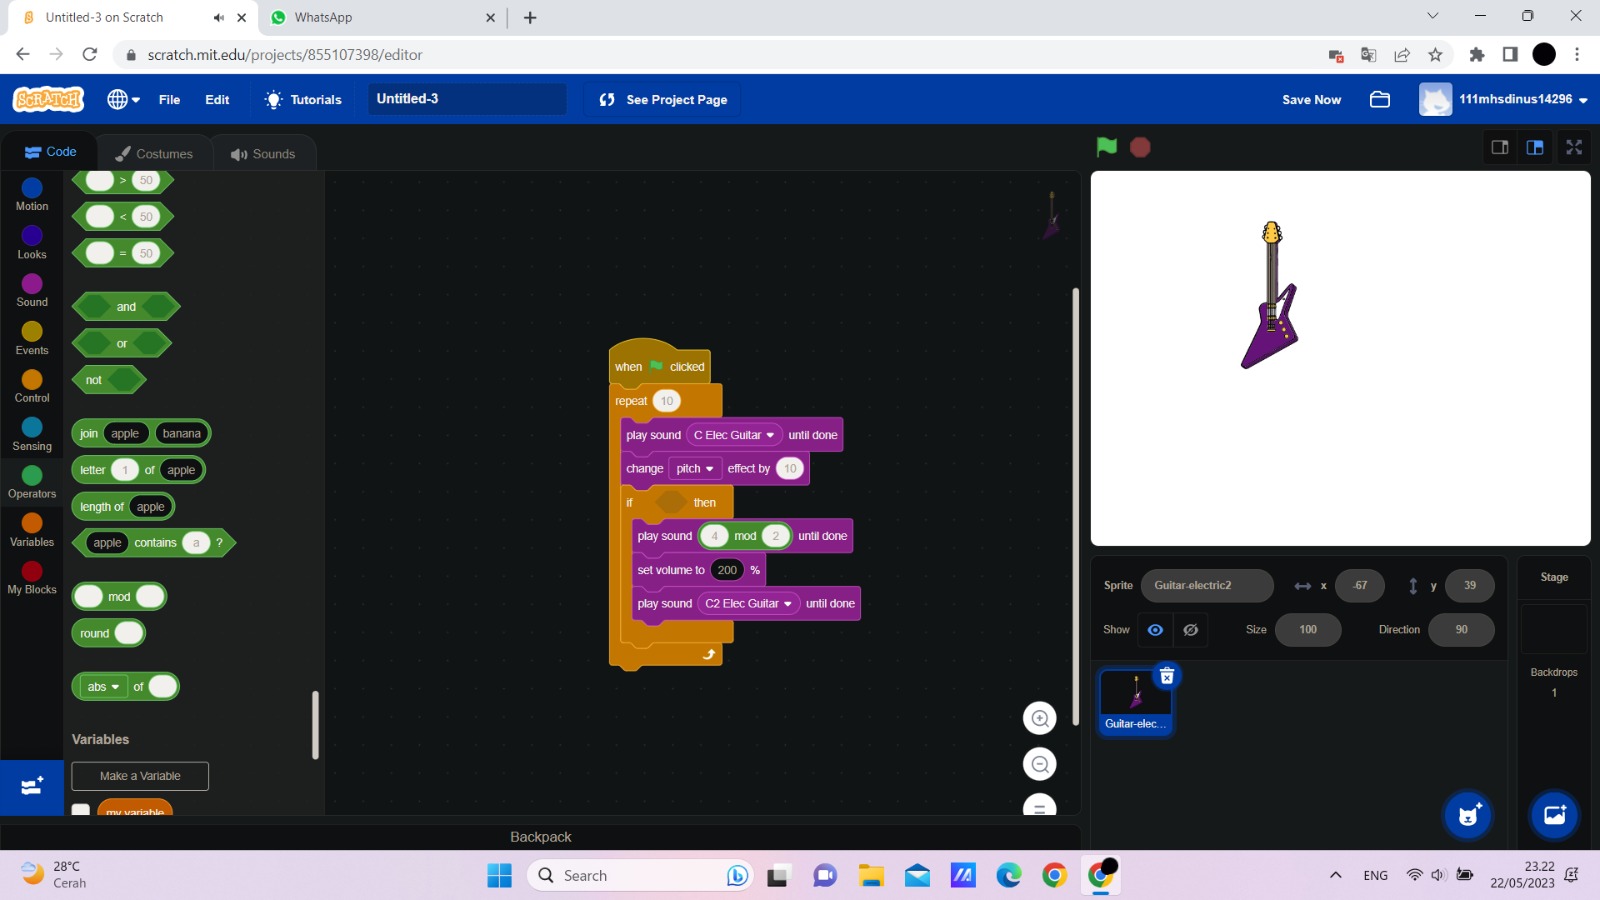 Untitled-3 on Scratch
WhatsApp
scratch.mit.edu/projects/855107398/editor
SCRATCH
File
Edit
Tutorials
Untitled-3
See Project Page
Save Now
111mhsdinus14296
Code
Costumes
Sounds
Motion
Looks
Sound
Events
Control
Sensing
Operators
Variables
My Blocks
> 50
< 50
= 50
and
or
not
join apple banana
letter 1 of apple
length of apple
apple contains a ?
mod
round
abs of
Variables
Make a Variable
my variable
when clicked
repeat 10
play sound C Elec Guitar until done
change pitch effect by 10
if then
play sound 4 mod 2 until done
set volume to 200 %
play sound C2 Elec Guitar until done
Backpack
Sprite Guitar-electric2 x -67 y 39
Show Size 100 Direction 90
Guitar-elec...
Stage
Backdrops
1
28°C
Cerah
Search
ENG
23.22
22/05/2023